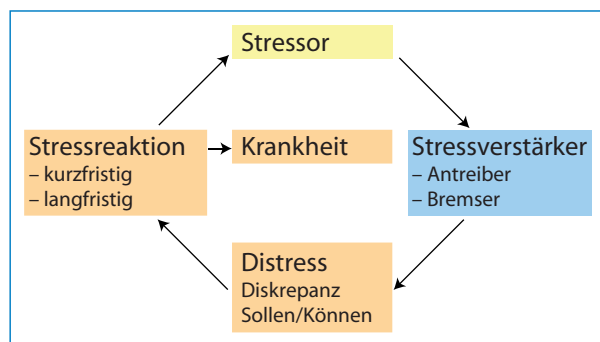 Stressor
Stressreaktion
– kurzfristig
– langfristig
Krankheit
Stressverstärker
– Antreiber
– Bremser
Distress
Diskrepanz
Sollen/Können